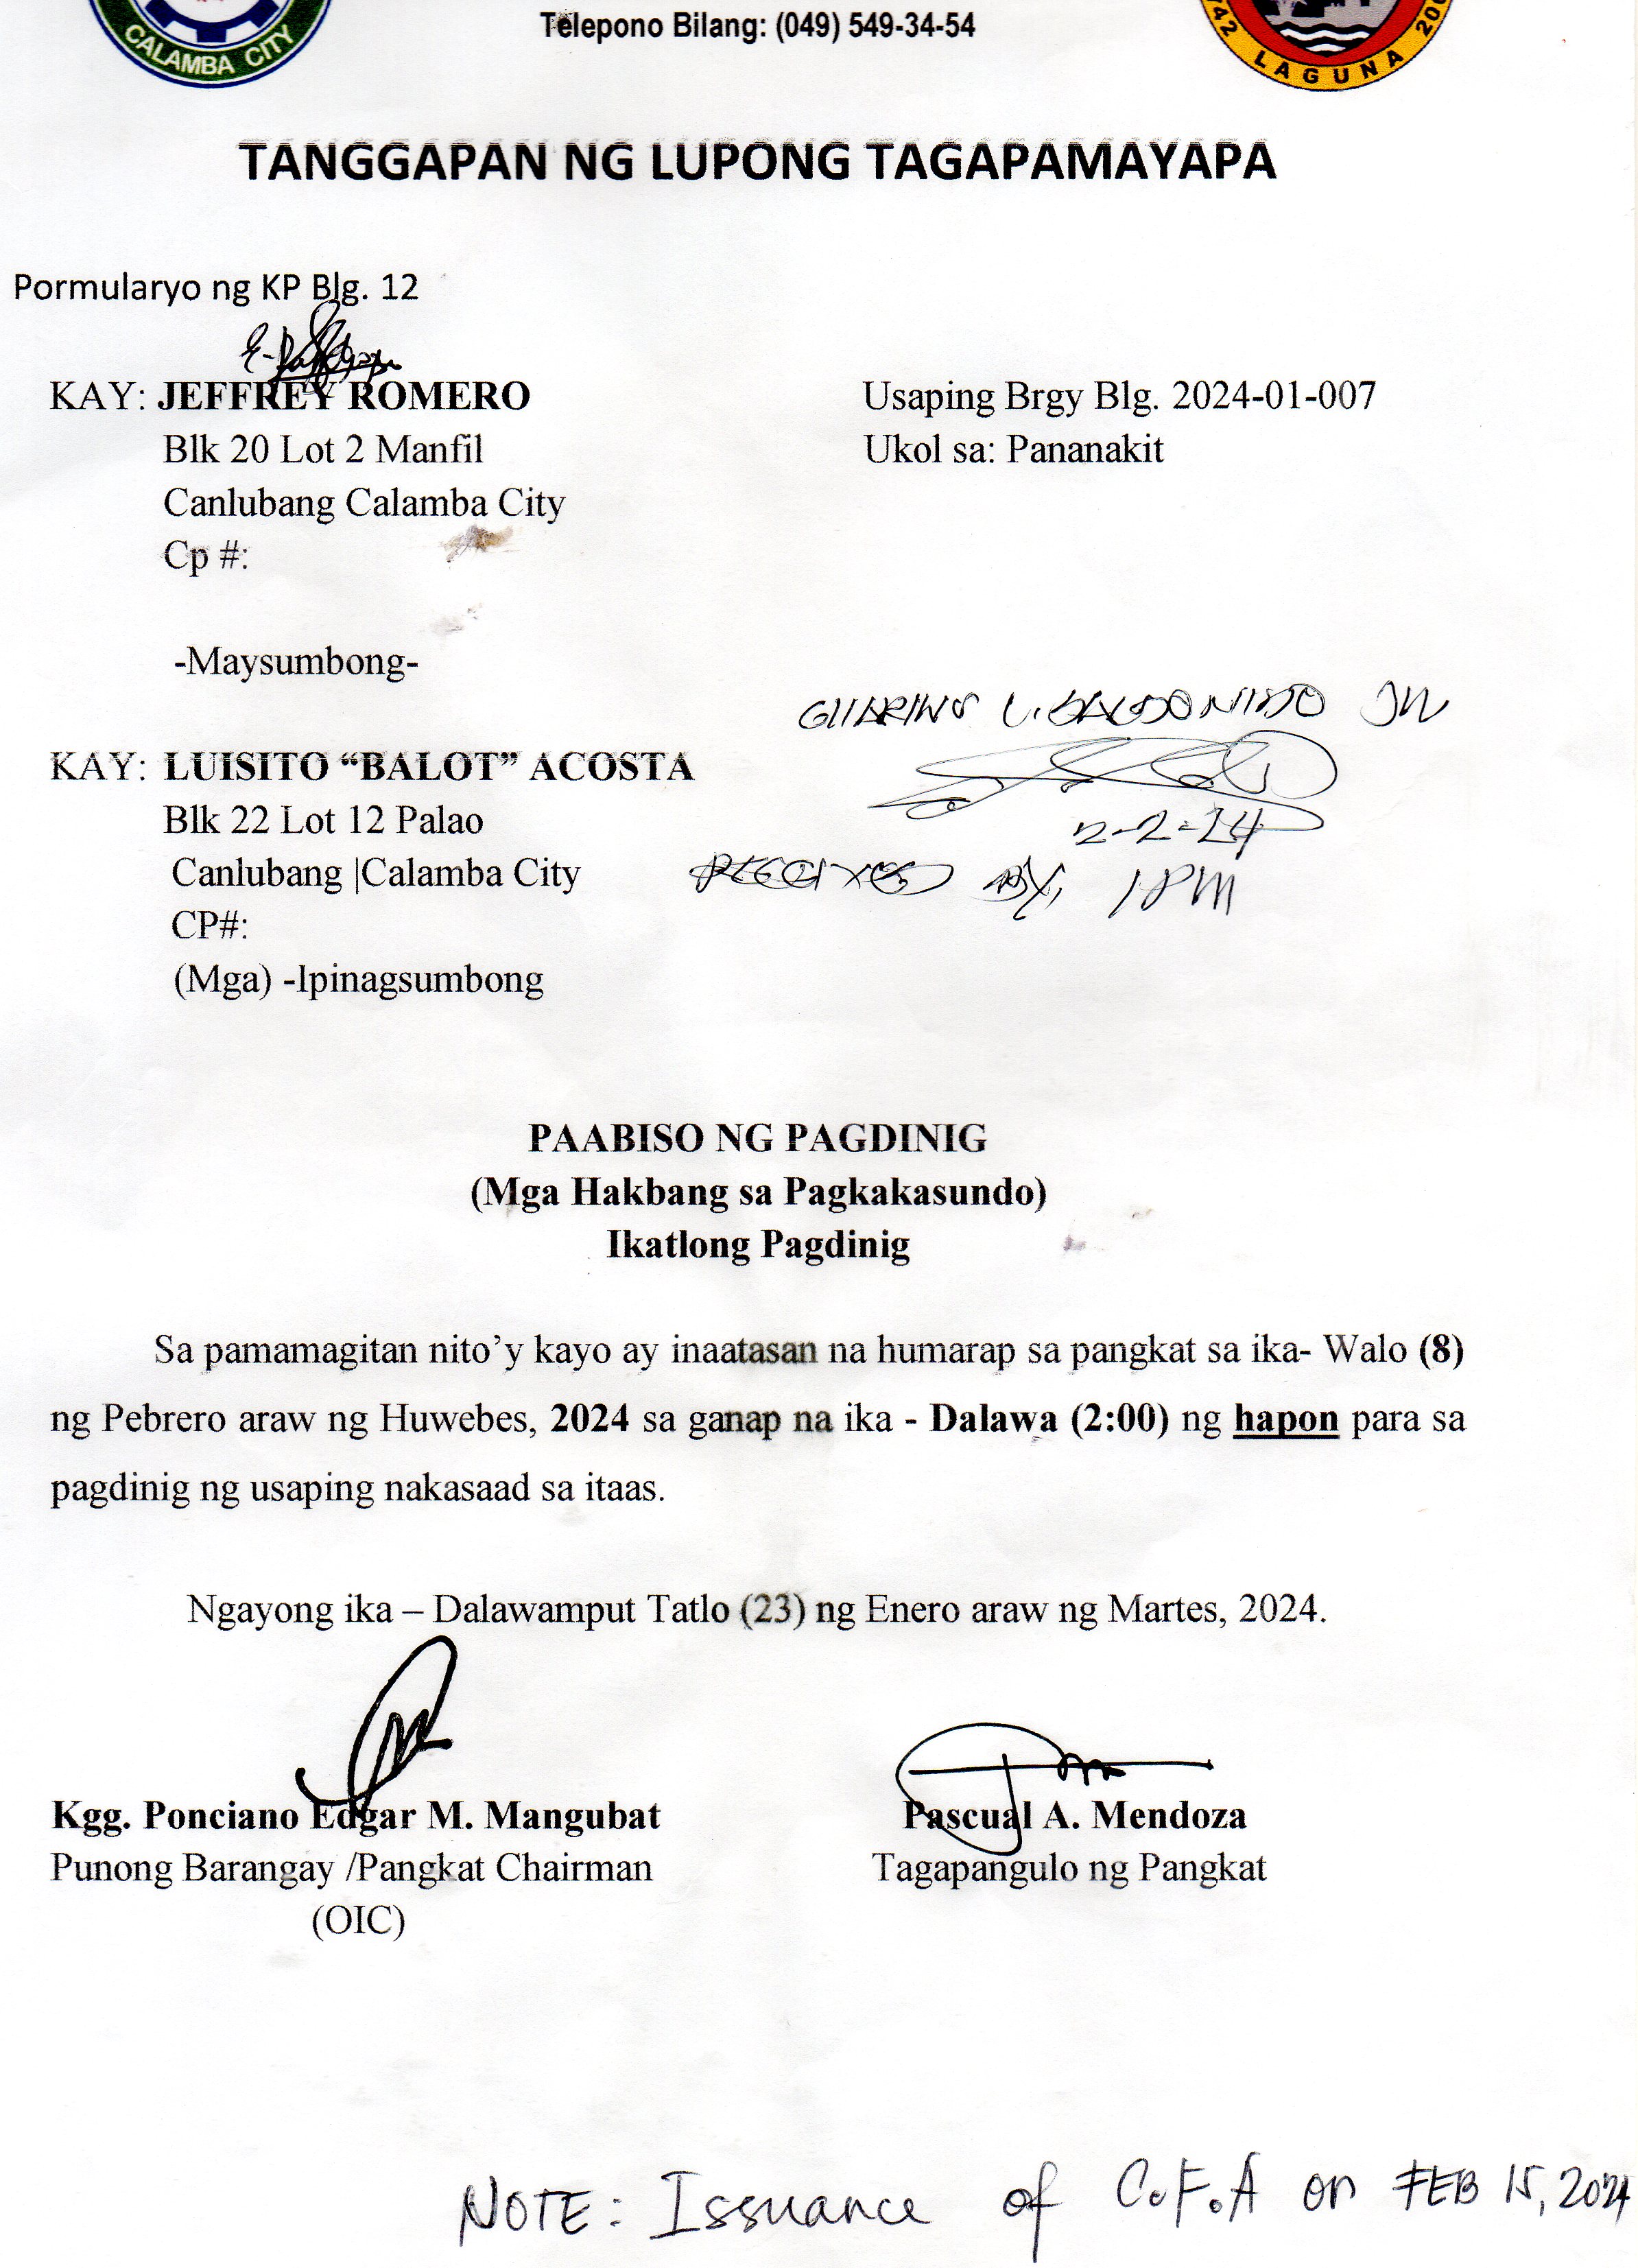 CALAMBA CITY
Telepono Bilang: (049) 549-34-54
LAGUNA
TANGGAPAN NG LUPONG TAGAPAMAYAPA
Pormularyo ng KP Blg. 12
KAY: JEFFREY ROMERO
Usaping Brgy Blg. 2024-01-007
Blk 20 Lot 2 Manfil
Ukol sa: Pananakit
Canlubang Calamba City
Cp #:
-Maysumbong-
KAY: LUISITO “BALOT” ACOSTA
Blk 22 Lot 12 Palao
2-2-24
Canlubang |Calamba City
RECEIVED BY, 1PM
CP#:
(Mga) -Ipinagsumbong
PAABISO NG PAGDINIG
(Mga Hakbang sa Pagkakasundo)
Ikatlong Pagdinig
Sa pamamagitan nito’y kayo ay inaatasan na humarap sa pangkat sa ika- Walo (8)
ng Pebrero araw ng Huwebes, 2024 sa ganap na ika - Dalawa (2:00) ng hapon para sa
pagdinig ng usaping nakasaad sa itaas.
Ngayong ika – Dalawamput Tatlo (23) ng Enero araw ng Martes, 2024.
Kgg. Ponciano Edgar M. Mangubat
Pascual A. Mendoza
Punong Barangay /Pangkat Chairman
Tagapangulo ng Pangkat
(OIC)
NOTE: Issuance of C.F.A on FEB 15, 2024